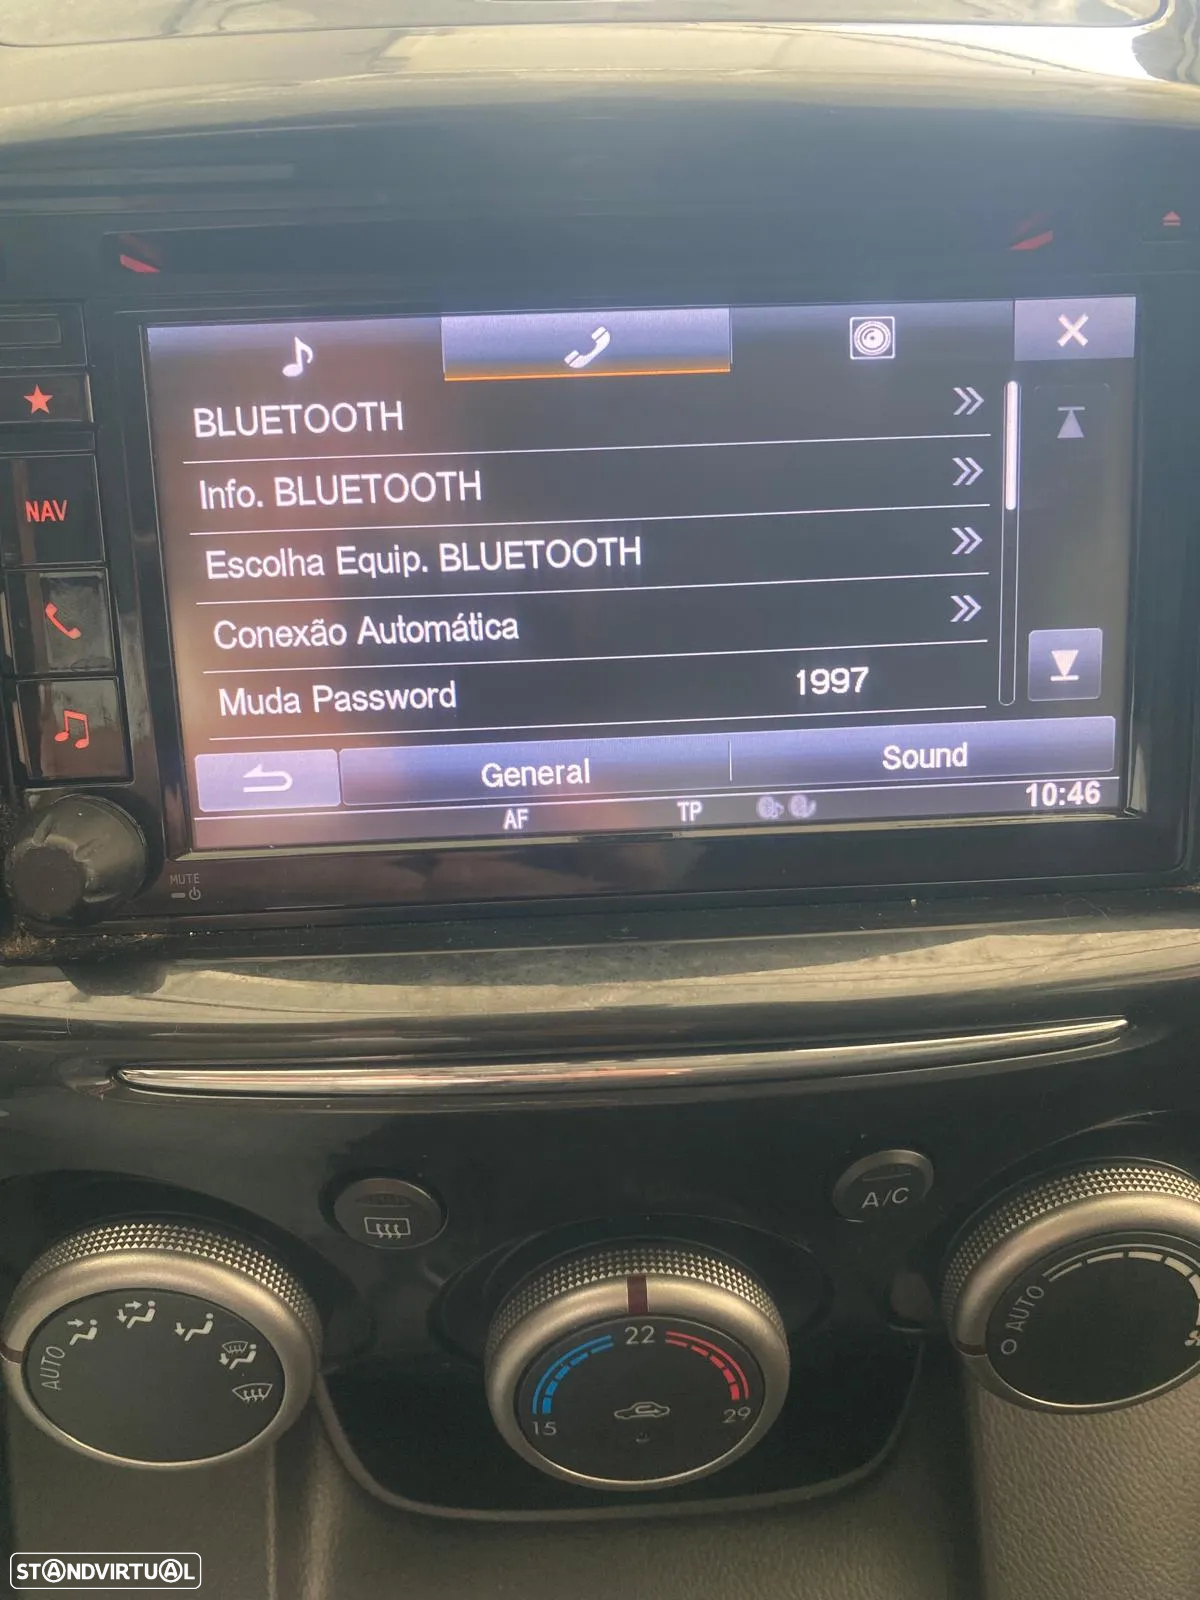 BLUETOOTH
Info. BLUETOOTH
NAV
Escolha Equip. BLUETOOTH
Conexão Automática
Muda Password 1997
General Sound
AF TP 10:46
MUTE
A/C
AUTO
22
15 29
O AUTO
STANDVIRTUAL